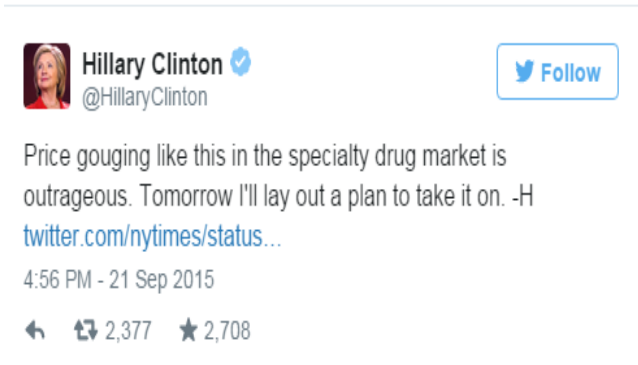 Hillary Clinton
@HillaryClinton
Follow
Price gouging like this in the specialty drug market is
outrageous. Tomorrow I'll lay out a plan to take it on. -H
twitter.com/nytimes/status...
4:56 PM - 21 Sep 2015
2,377 2,708